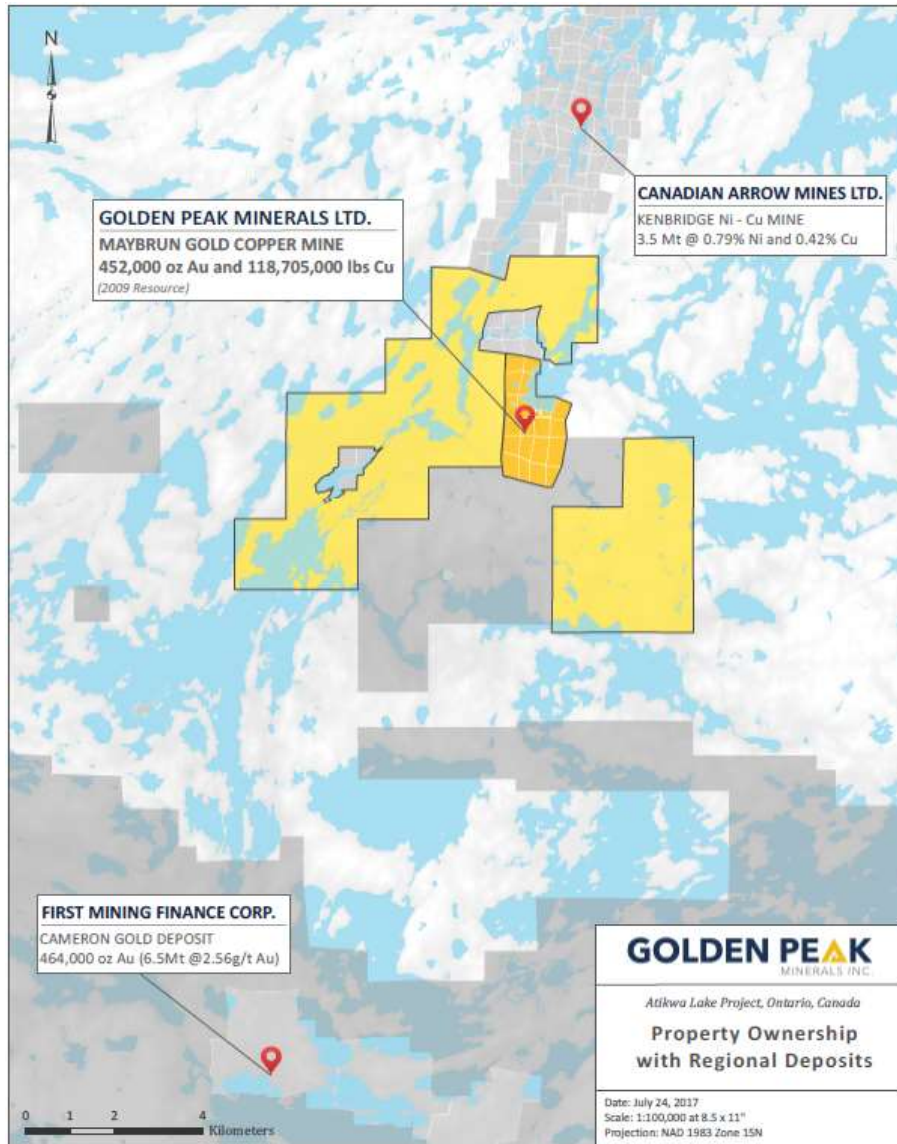 N
CANADIAN ARROW MINES LTD.
KENBRIDGE Ni - Cu MINE
3.5 Mt @ 0.79% Ni and 0.42% Cu
GOLDEN PEAK MINERALS LTD.
MAYBRUN GOLD COPPER MINE
452,000 oz Au and 118,705,000 lbs Cu
(2009 Resource)
FIRST MINING FINANCE CORP.
CAMERON GOLD DEPOSIT
464,000 oz Au (6.5Mt @2.56g/t Au)
0 1 2 4
Kilometers
GOLDEN PEAK
MINERALS INC.
Atikwa Lake Project, Ontario, Canada
Property Ownership
with Regional Deposits
Date: July 24, 2017
Scale: 1:100,000 at 8.5 x 11"
Projection: NAD 1983 Zone 15N